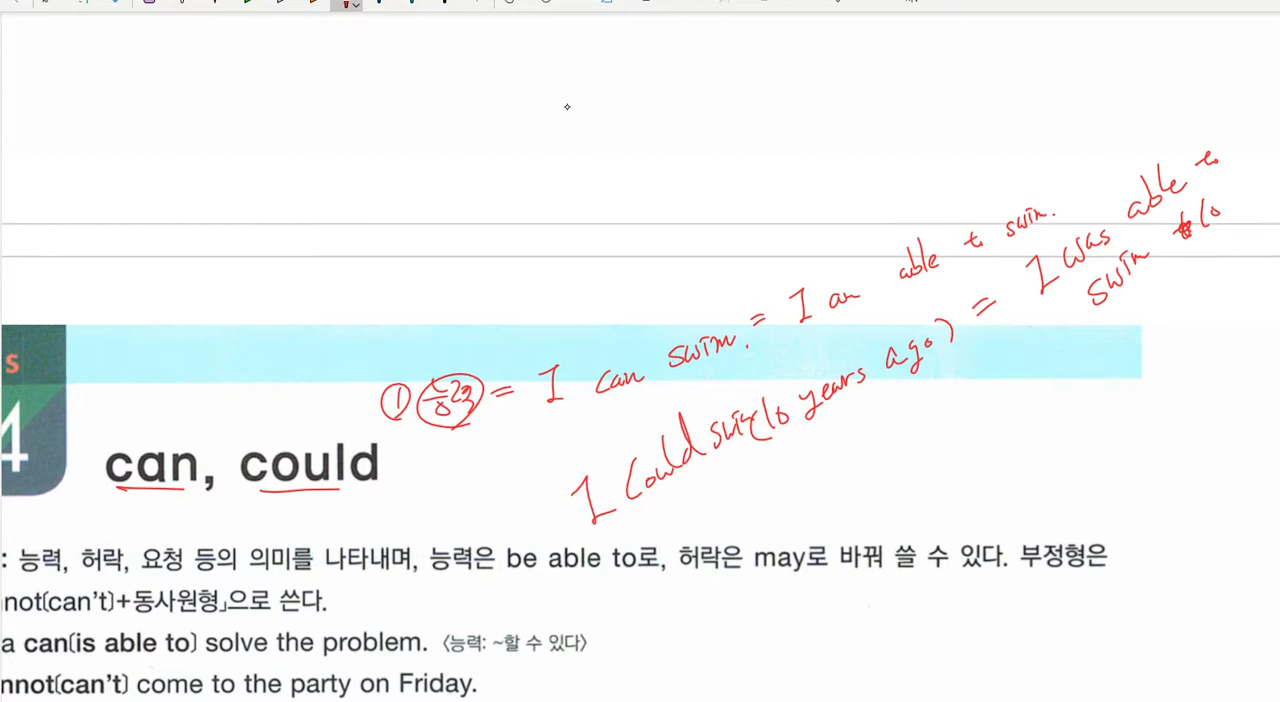 ① 능력 = I can swim. = I am able to swim.
I could swim (10 years ago) = I was able to
swim 10
s
4
can, could
: 능력, 허락, 요청 등의 의미를 나타내며, 능력은 be able to로, 허락은 may로 바꿔 쓸 수 있다. 부정형은
not(can't)+동사원형」으로 쓴다.
a can(is able to) solve the problem. 〈능력: ~할 수 있다〉
nnot(can't) come to the party on Friday.